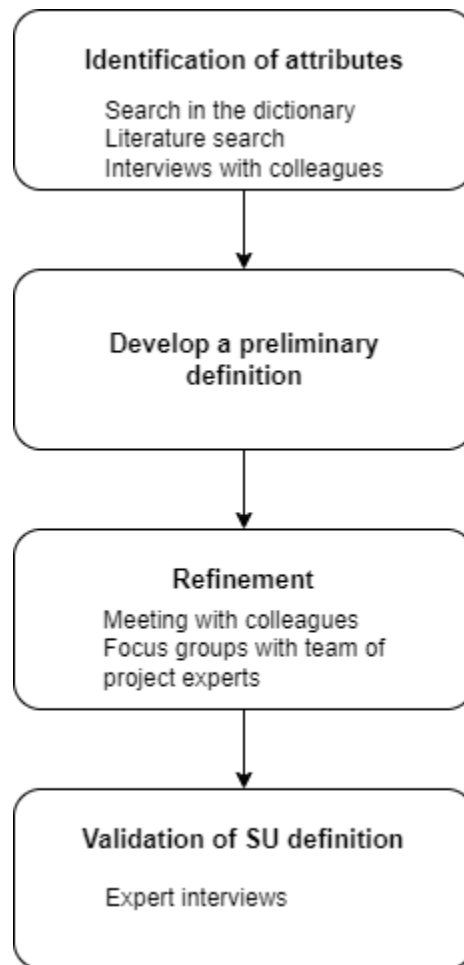 Identification of attributes
Search in the dictionary
Literature search
Interviews with colleagues
Develop a preliminary
definition
Refinement
Meeting with colleagues
Focus groups with team of
project experts
Validation of SU definition
Expert interviews